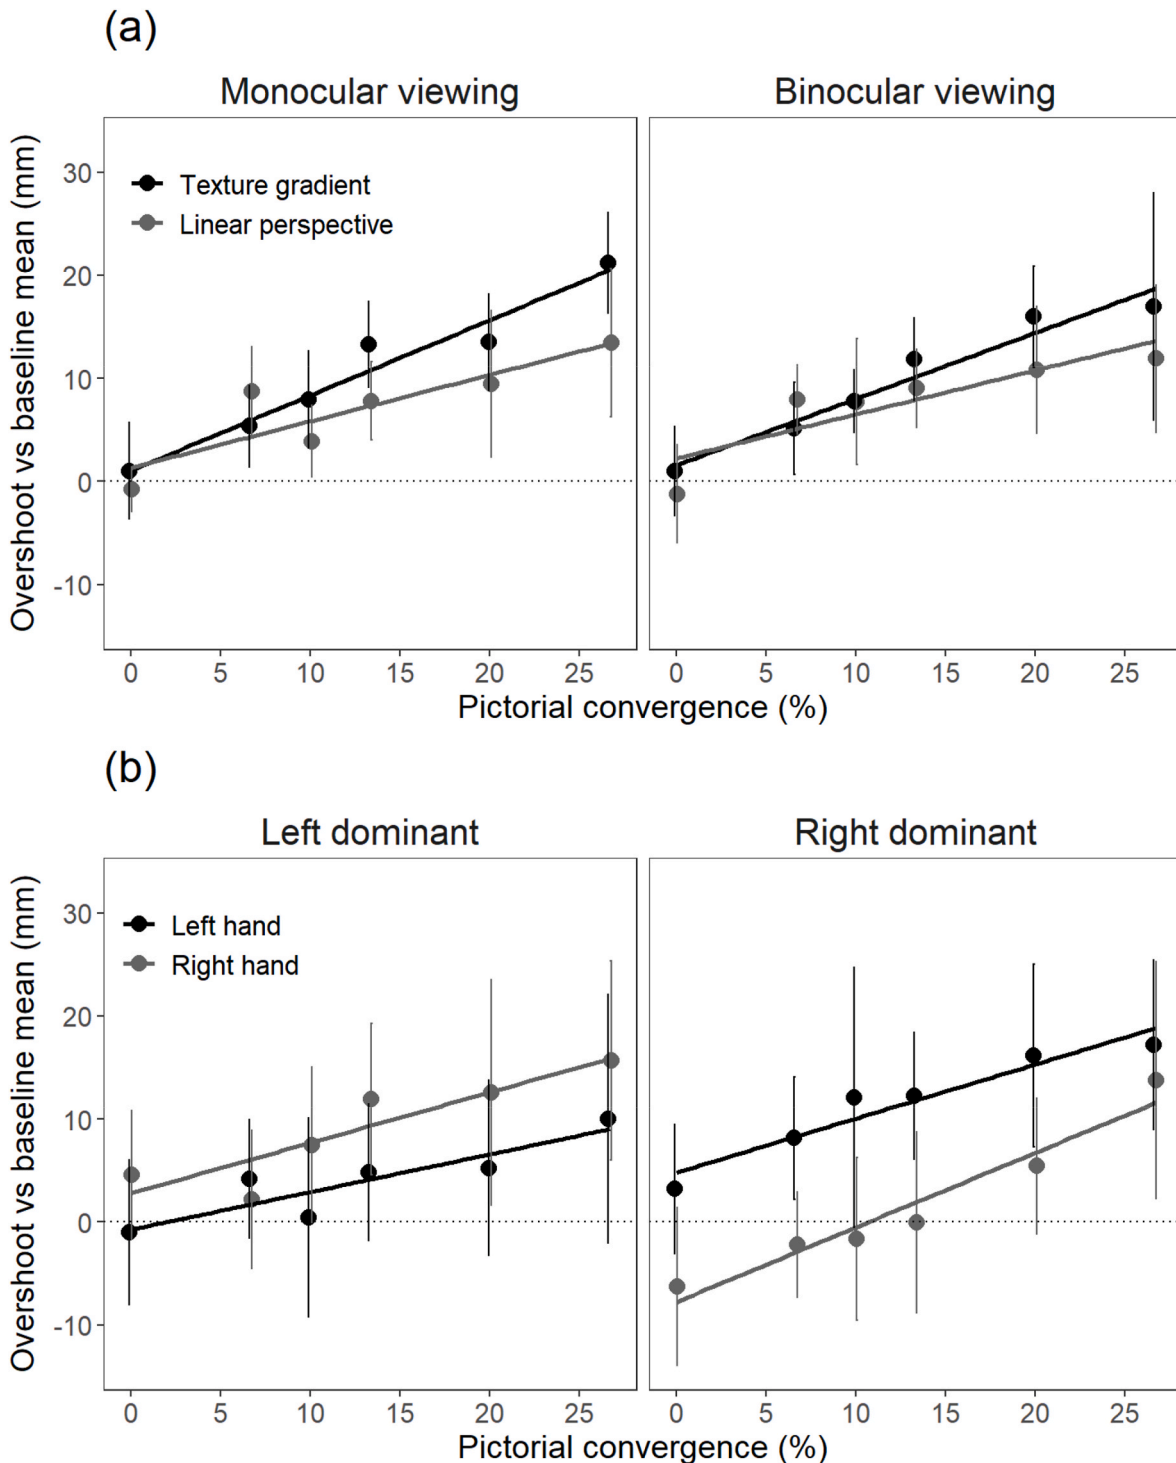 (a)
Monocular viewing
Binocular viewing
Overshoot vs baseline mean (mm)
30
20
10
0
-10
Texture gradient
Linear perspective
0 5 10 15 20 25
0 5 10 15 20 25
Pictorial convergence (%)
(b)
Left dominant
Right dominant
Overshoot vs baseline mean (mm)
30
20
10
0
-10
Left hand
Right hand
0 5 10 15 20 25
0 5 10 15 20 25
Pictorial convergence (%)